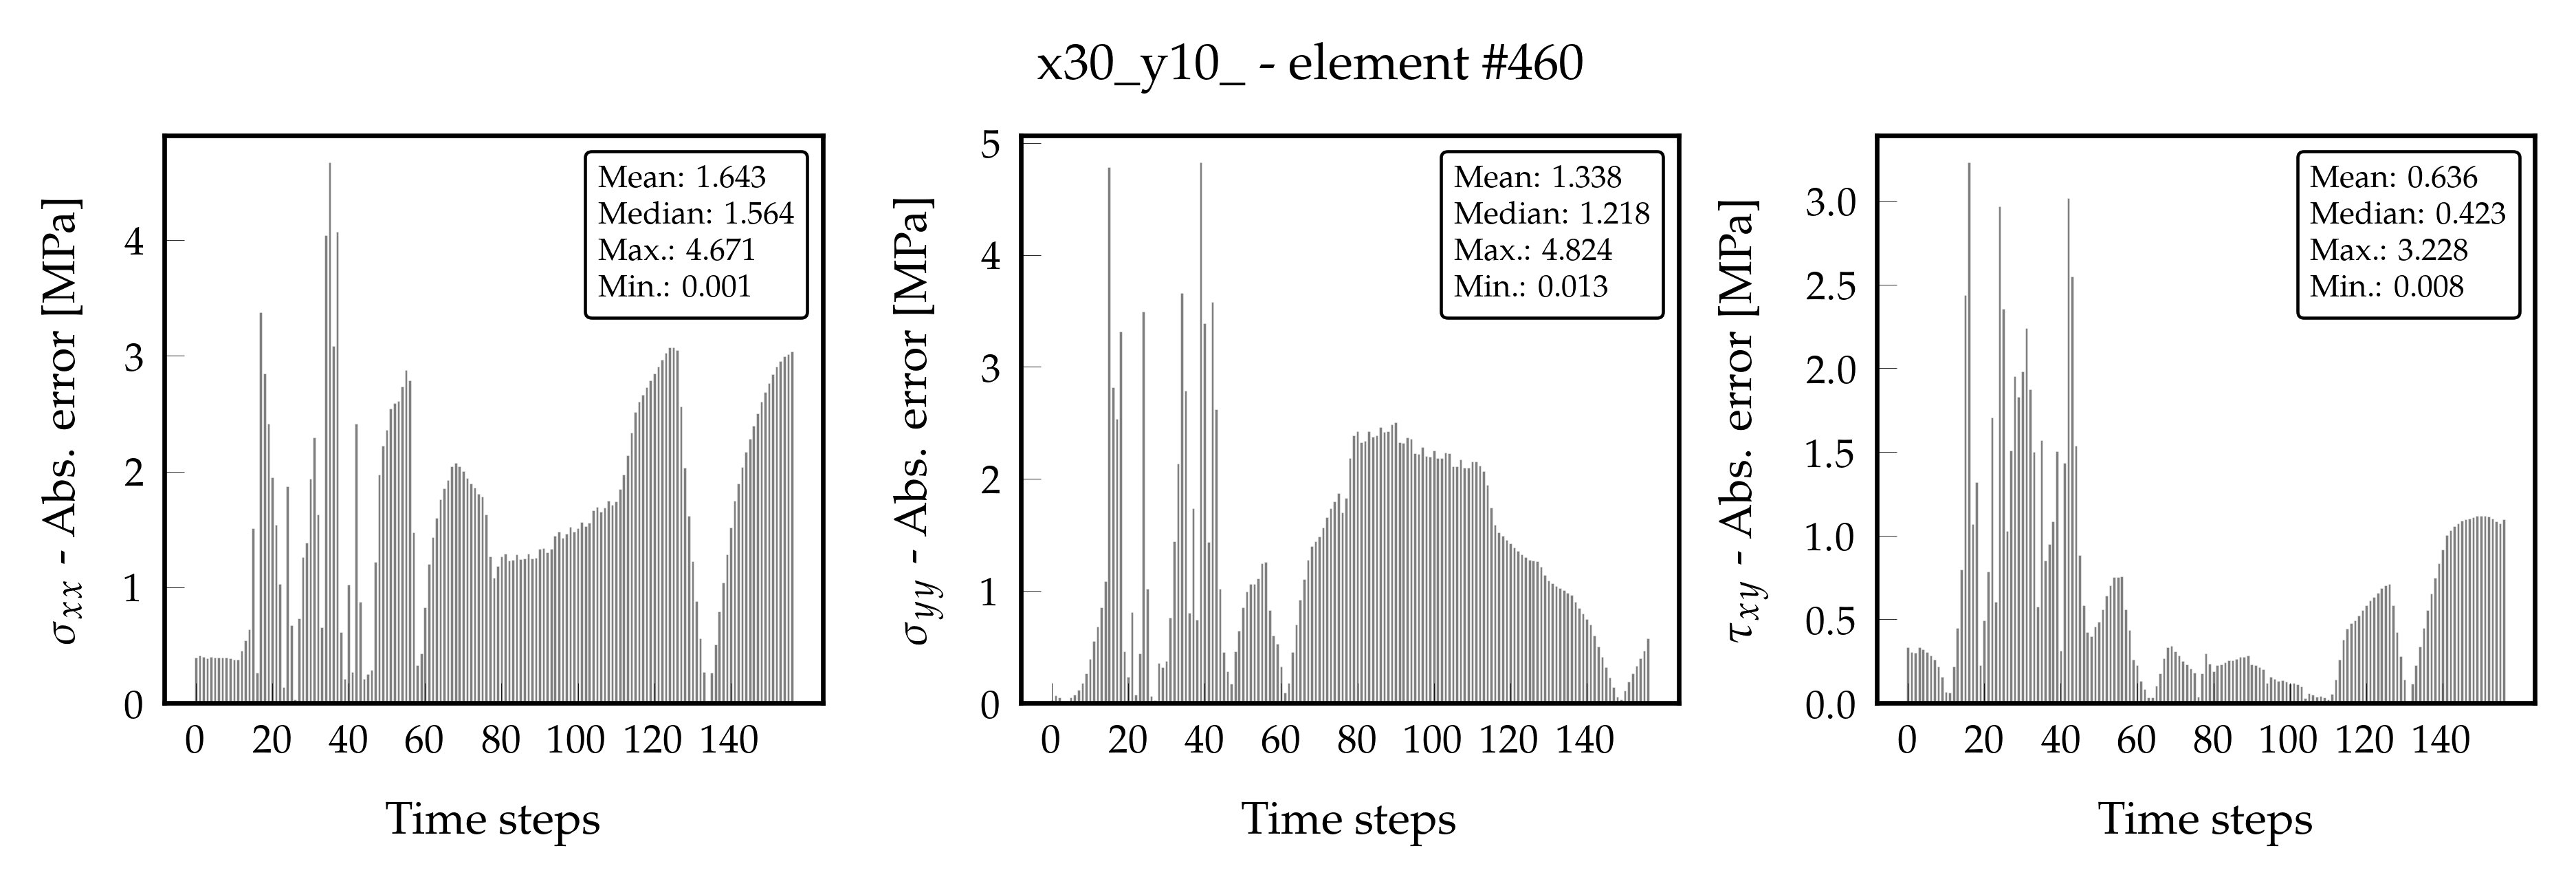 x30_y10_ - element #460
σxx - Abs. error [MPa]
4
3
2
1
0
Mean: 1.643
Median: 1.564
Max.: 4.671
Min.: 0.001
0 20 40 60 80 100 120 140
Time steps
σyy - Abs. error [MPa]
5
4
3
2
1
0
Mean: 1.338
Median: 1.218
Max.: 4.824
Min.: 0.013
0 20 40 60 80 100 120 140
Time steps
τxy - Abs. error [MPa]
3.0
2.5
2.0
1.5
1.0
0.5
0.0
Mean: 0.636
Median: 0.423
Max.: 3.228
Min.: 0.008
0 20 40 60 80 100 120 140
Time steps